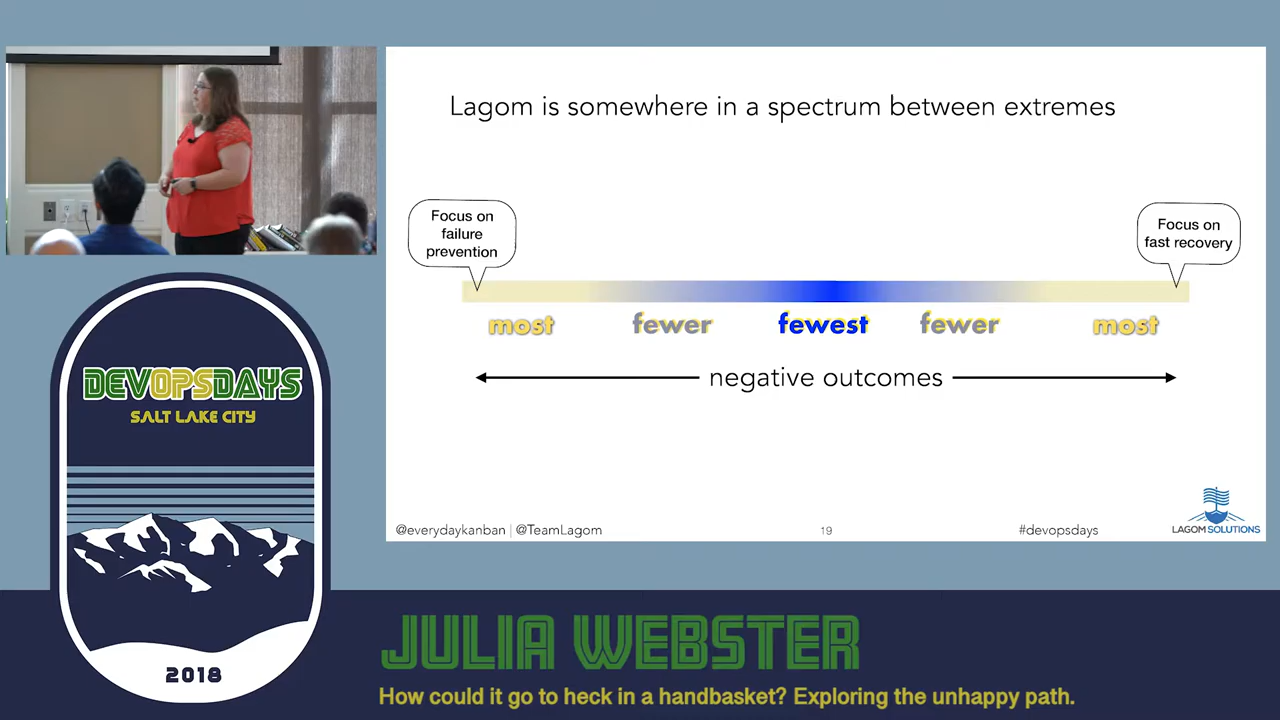 Lagom is somewhere in a spectrum between extremes
Focus on
failure
prevention
Focus on
fast recovery
most
fewer
fewest
fewer
most
negative outcomes
@everydaykanban | @TeamLagom
19
#devopsdays
LAGOM SOLUTIONS
DEVOPSDAYS
SALT LAKE CITY
2018
JULIA WEBSTER
How could it go to heck in a handbasket? Exploring the unhappy path.